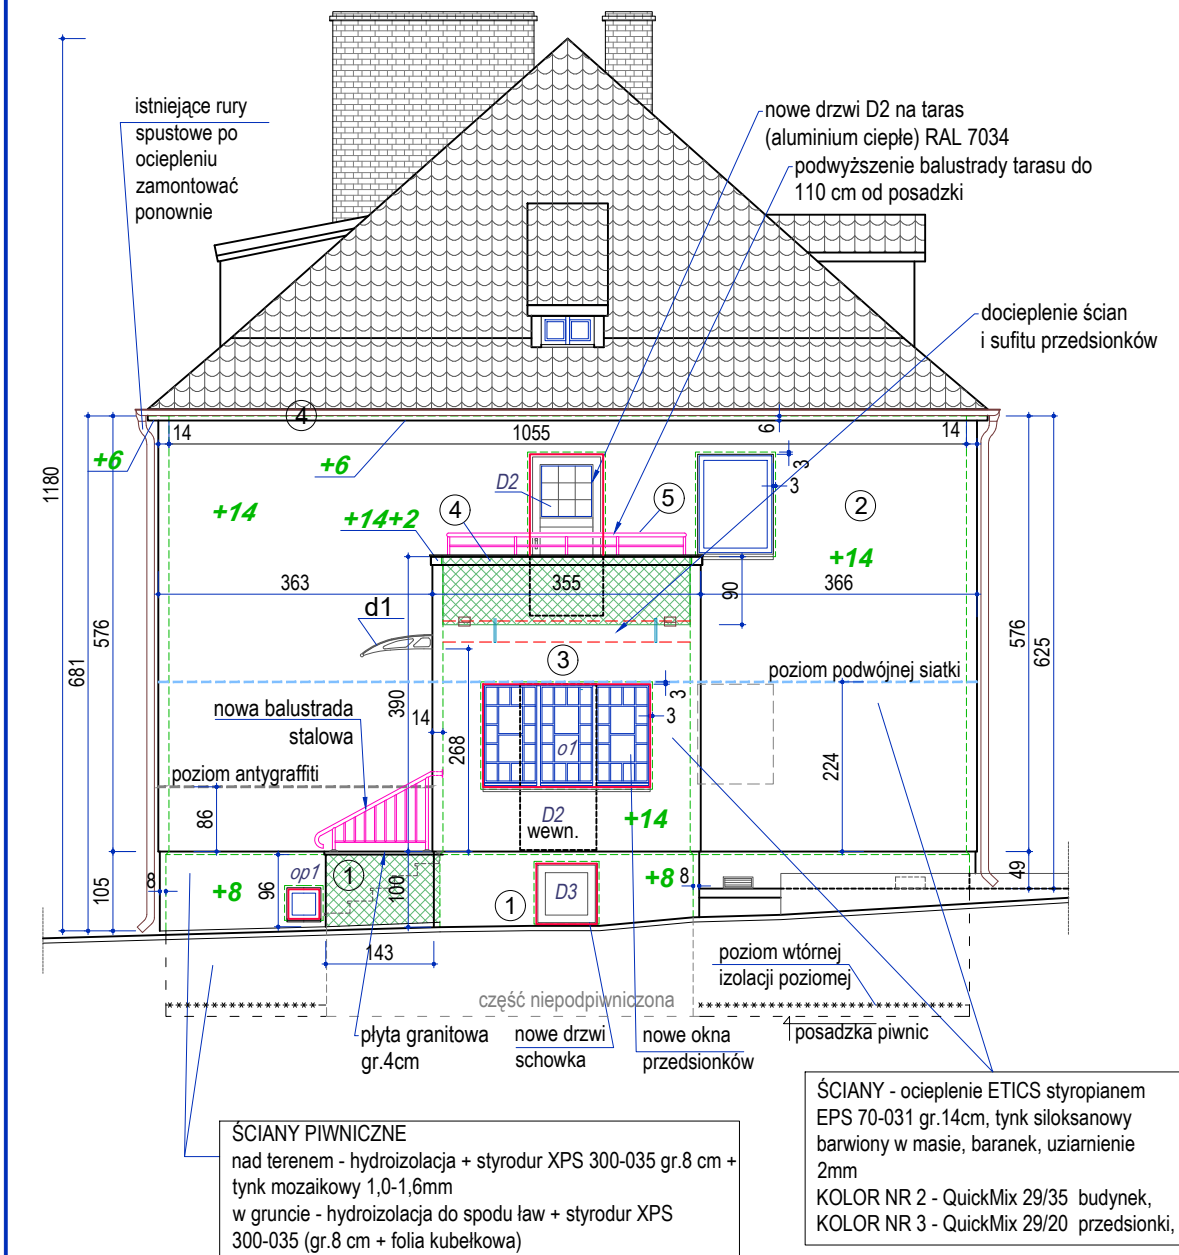 istniejące rury
spustowe po
ociepleniu
zamontować
ponownie
nowe drzwi D2 na taras
(aluminium ciepłe) RAL 7034
podwyższenie balustrady tarasu do
110 cm od posadzki
docieplenie ścian
i sufitu przedsionków
4
14
1055
6
14
+6
+6
3
3
1180
D2
5
2
+14
+14+2
4
+14
363
355
366
90
d1
576
681
576
625
3
poziom podwójnej siatki
390
14
268
3
3
nowa balustrada
stalowa
o1
224
poziom antygraffiti
86
D2
wewn.
+14
105
8
+8
op1
96
1
100
1
D3
+8
8
49
143
poziom wtórnej
izolacji poziomej
część niepodpiwniczona
posadzka piwnic
płyta granitowa
gr.4cm
nowe drzwi
schowka
nowe okna
przedsionków
ŚCIANY PIWNICZNE
nad terenem - hydroizolacja + styrodur XPS 300-035 gr.8 cm +
tynk mozaikowy 1,0-1,6mm
w gruncie - hydroizolacja do spodu ław + styrodur XPS
300-035 (gr.8 cm + folia kubełkowa)
ŚCIANY - ocieplenie ETICS styropianem
EPS 70-031 gr.14cm, tynk siloksanowy
barwiony w masie, baranek, uziarnienie
2mm
KOLOR NR 2 - QuickMix 29/35 budynek,
KOLOR NR 3 - QuickMix 29/20 przedsionki,